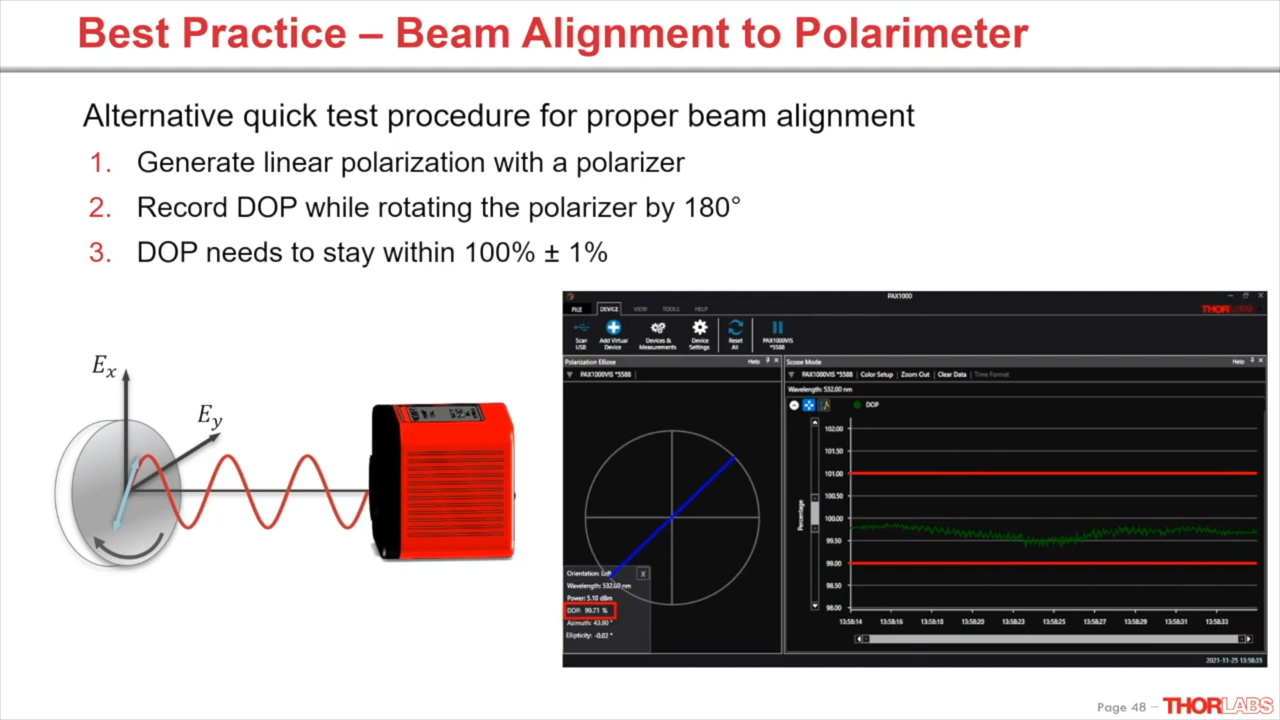 Best Practice – Beam Alignment to Polarimeter
Alternative quick test procedure for proper beam alignment
1. Generate linear polarization with a polarizer
2. Record DOP while rotating the polarizer by 180°
3. DOP needs to stay within 100% ± 1%
Eₓ
Eᵧ
PAX1000
FILE DEVICE VIEW TOOLS HELP
THORLABS
Scan USB
Add Virtual Device
Devices & Measurements
Device Settings
Reset All
PAX1000VIS *5588
Polarization Ellipse Help
PAX1000VIS *5588
Orientation: Left
Wavelength: 532.00 nm
Power: 5.10 dBm
DOP: 99.71 %
Azimuth: 43.80 °
Ellipticity: -0.02 °
Scope Mode Help
PAX1000VIS *5588 Color Setup Zoom Out Clear Data Time Format
Wavelength: 532.00 nm
DOP
Percentage
102.00
101.50
101.00
100.50
100.00
99.50
99.00
98.50
98.00
13:58:14 13:58:16 13:58:18 13:58:20 13:58:23 13:58:25 13:58:27 13:58:29 13:58:31 13:58:33
2021-11-25 13:58:35
Page 48 – THORLABS